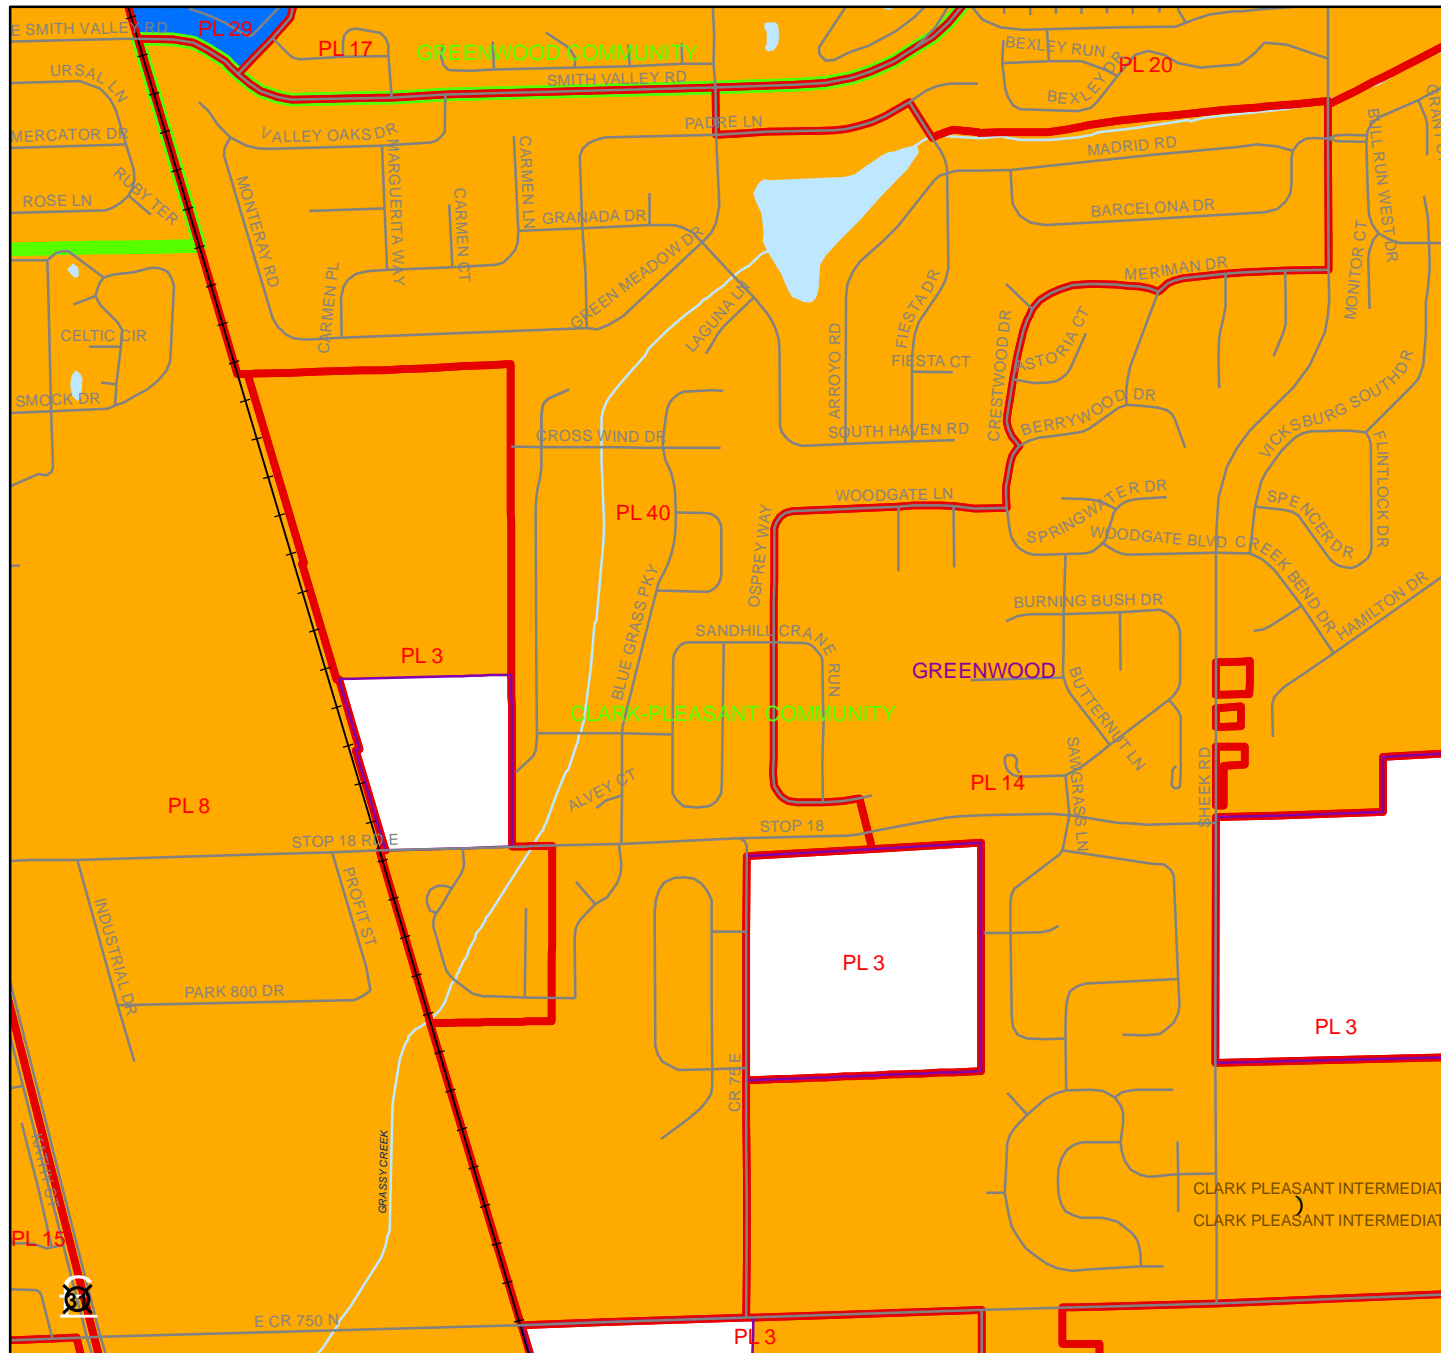 E SMITH VALLEY RD
PL 29
PL 17
GREENWOOD COMMUNITY
SMITH VALLEY RD
BEXLEY RUN
BEXLEY DR
PL 20
URSAL LN
MERCATOR DR
VALLEY OAKS DR
PADRE LN
MADRID RD
BULL RUN WEST DR
RUBY TER
ROSE LN
MONTERAY RD
MARGUERITA WAY
CARMEN LN
CARMEN CT
GRANADA DR
BARCELONA DR
MONITOR CT
MERIMAN DR
GREEN MEADOW DR
LAGUNA LN
CARMEN PL
FIESTA DR
ARROYO RD
FIESTA CT
CRESTWOOD DR
ASTORIA CT
CELTIC CIR
SMOCK DR
CROSS WIND DR
SOUTH HAVEN RD
BERRYWOOD DR
VICKSBURG SOUTH DR
FLINTLOCK DR
PL 40
WOODGATE LN
SPRINGWATER DR
SPENCER DR
WOODGATE BLVD
CREEK BEND DR
HAMILTON DR
OSPREY WAY
BLUE GRASS PKY
BURNING BUSH DR
SANDHILL CRANE RUN
PL 3
GREENWOOD
BUTTERNUT LN
CLARK-PLEASANT COMMUNITY
SAWGRASS LN
SHEEK RD
PL 14
PL 8
ALVEY CT
STOP 18 RD E
STOP 18
PROFIT ST
INDUSTRIAL DR
PARK 800 DR
PL 3
PL 3
CR 75 E
GRASSY CREEK
CLARK PLEASANT INTERMEDIAT
CLARK PLEASANT INTERMEDIAT
PL 15
31
E CR 750 N
PL 3